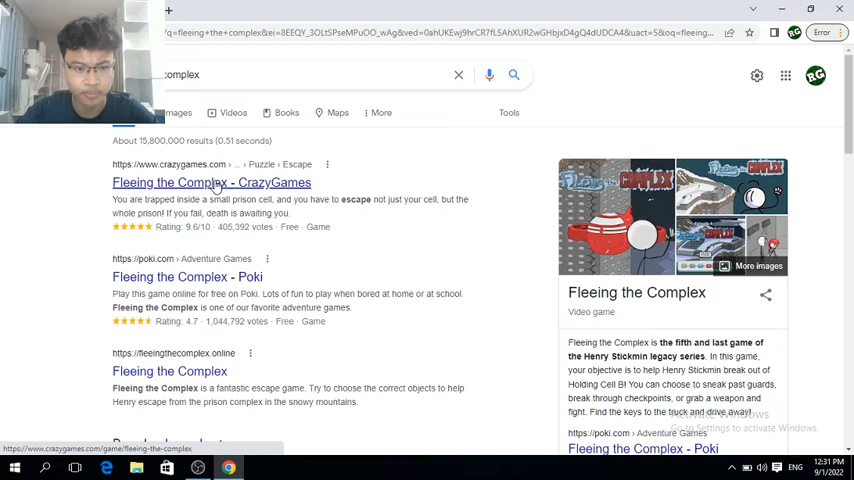 ?q=fleeing+the+complex&ei=8EEQY_3OLtSPseMPuOO_wAg&ved=0ahUKEwj9hrCR7fL5AhXUR2wGHbjxD4gQ4dUDCA4&uact=5&oq=fleeing...
Error
complex
RG
images
Videos
Books
Maps
More
Tools
About 15,800,000 results (0.51 seconds)
https://www.crazygames.com › ... › Puzzle › Escape
Fleeing the Complex - CrazyGames
You are trapped inside a small prison cell, and you have to escape not just your cell, but the
whole prison! If you fail, death is awaiting you.
Rating: 9.6/10 · 405,392 votes · Free · Game
https://poki.com › Adventure Games
Fleeing the Complex - Poki
Play this game online for free on Poki. Lots of fun to play when bored at home or at school.
Fleeing the Complex is one of our favorite adventure games.
Rating: 4.7 · 1,044,792 votes · Free · Game
https://fleeingthecomplex.online
Fleeing the Complex
Fleeing the Complex is a fantastic escape game. Try to choose the correct objects to help
Henry escape from the prison complex in the snowy mountains.
Fleeing the COMPLEX
More images
Fleeing the Complex
Video game
Fleeing the Complex is the fifth and last game of
the Henry Stickmin legacy series. In this game,
your objective is to help Henry Stickmin break out of
Holding Cell B! You can choose to sneak past guards,
break through checkpoints, or grab a weapon and
fight. Find the keys to the truck and drive away!
https://poki.com › Adventure Games
Fleeing the Complex - Poki
Activate Windows
Go to Settings to activate Windows.
https://www.crazygames.com/game/fleeing-the-complex
ENG
12:31 PM
9/1/2022